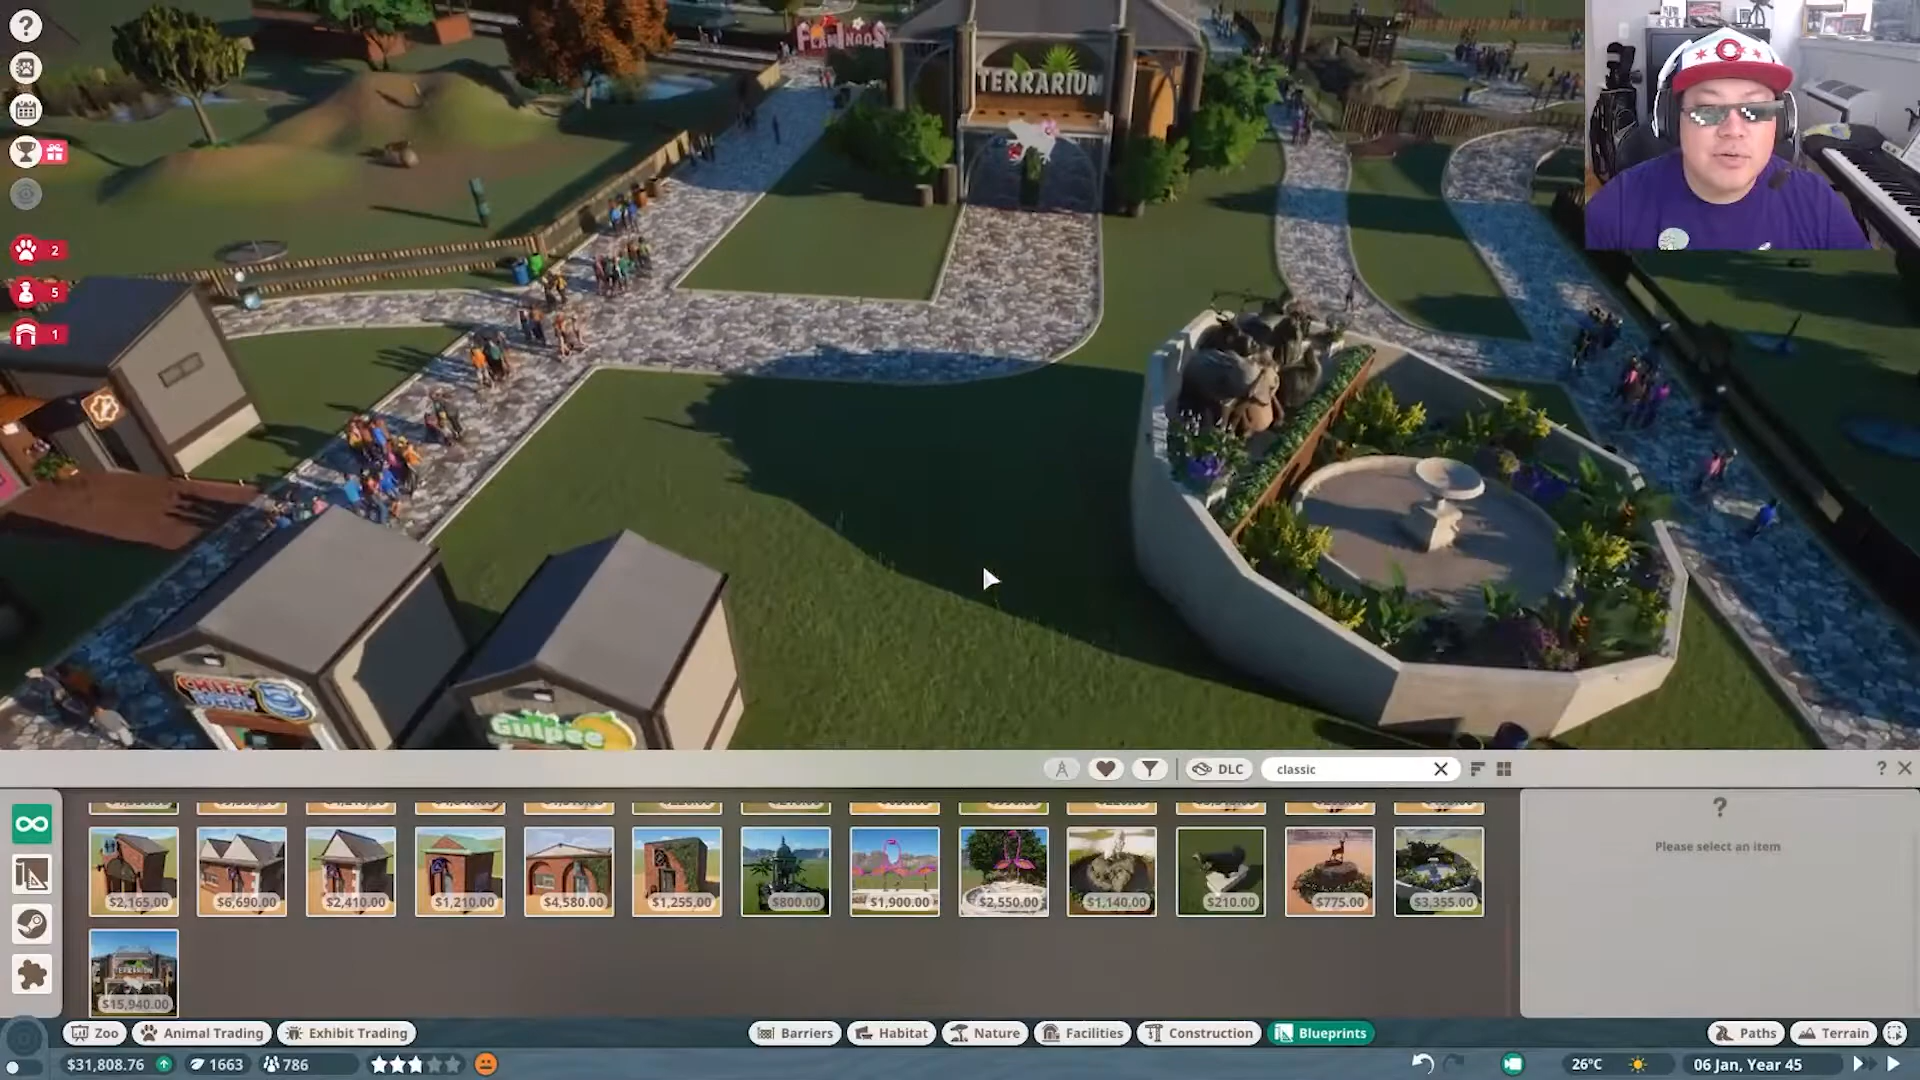 ?
FLAMINGOS
TERRARIUM
2
5
1
CHIEF
BEEF
Gulpee
DLC
classic
?
?
Please select an item
$2,165.00
$6,690.00
$2,410.00
$1,210.00
$4,580.00
$1,255.00
$800.00
$1,900.00
$2,550.00
$1,140.00
$210.00
$775.00
$3,355.00
TERRARIUM
$15,940.00
Zoo
Animal Trading
Exhibit Trading
Barriers
Habitat
Nature
Facilities
Construction
Blueprints
Paths
Terrain
$31,808.76
1663
786
26°C
06 Jan, Year 45